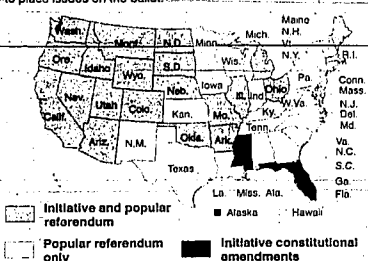 to place issues on the ballot.
Maine
Wash. Mont. N.D. Minn. Mich. N.H.
Vt.
Ore. Idaho S.D. Wis. N.Y. R.I.
Wyo. Pa.
Nev. Neb. Iowa Ill. Ind. Ohio Conn.
Utah Colo. W.Va. Mass.
Calif. Kan. Mo. Ky. N.J.
Del.
Md.
Tenn.
Ariz. N.M. Okla. Ark. Va.
N.C.
Texas S.C.
Ga.
La. Miss. Ala. Fla.
Alaska Hawaii
Initiative and popular
referendum
Popular referendum
only
Initiative constitutional
amendments